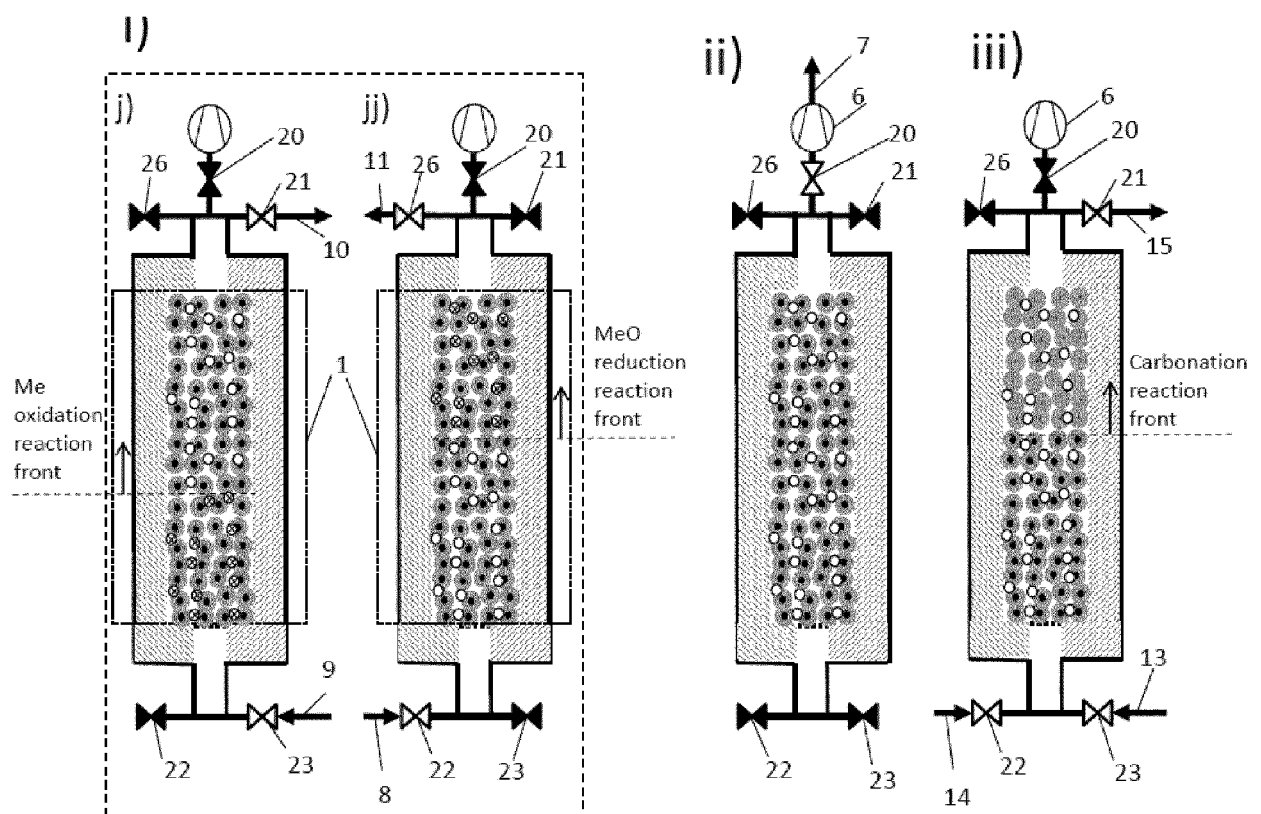 i)
ii)
iii)
j)
jj)
7
6
6
20
20
20
20
26
21
11
26
21
26
21
26
21
10
15
Me
oxidation
reaction
front
1
MeO
reduction
reaction
front
Carbonation
reaction
front
9
13
22
23
8
22
23
22
23
14
22
23